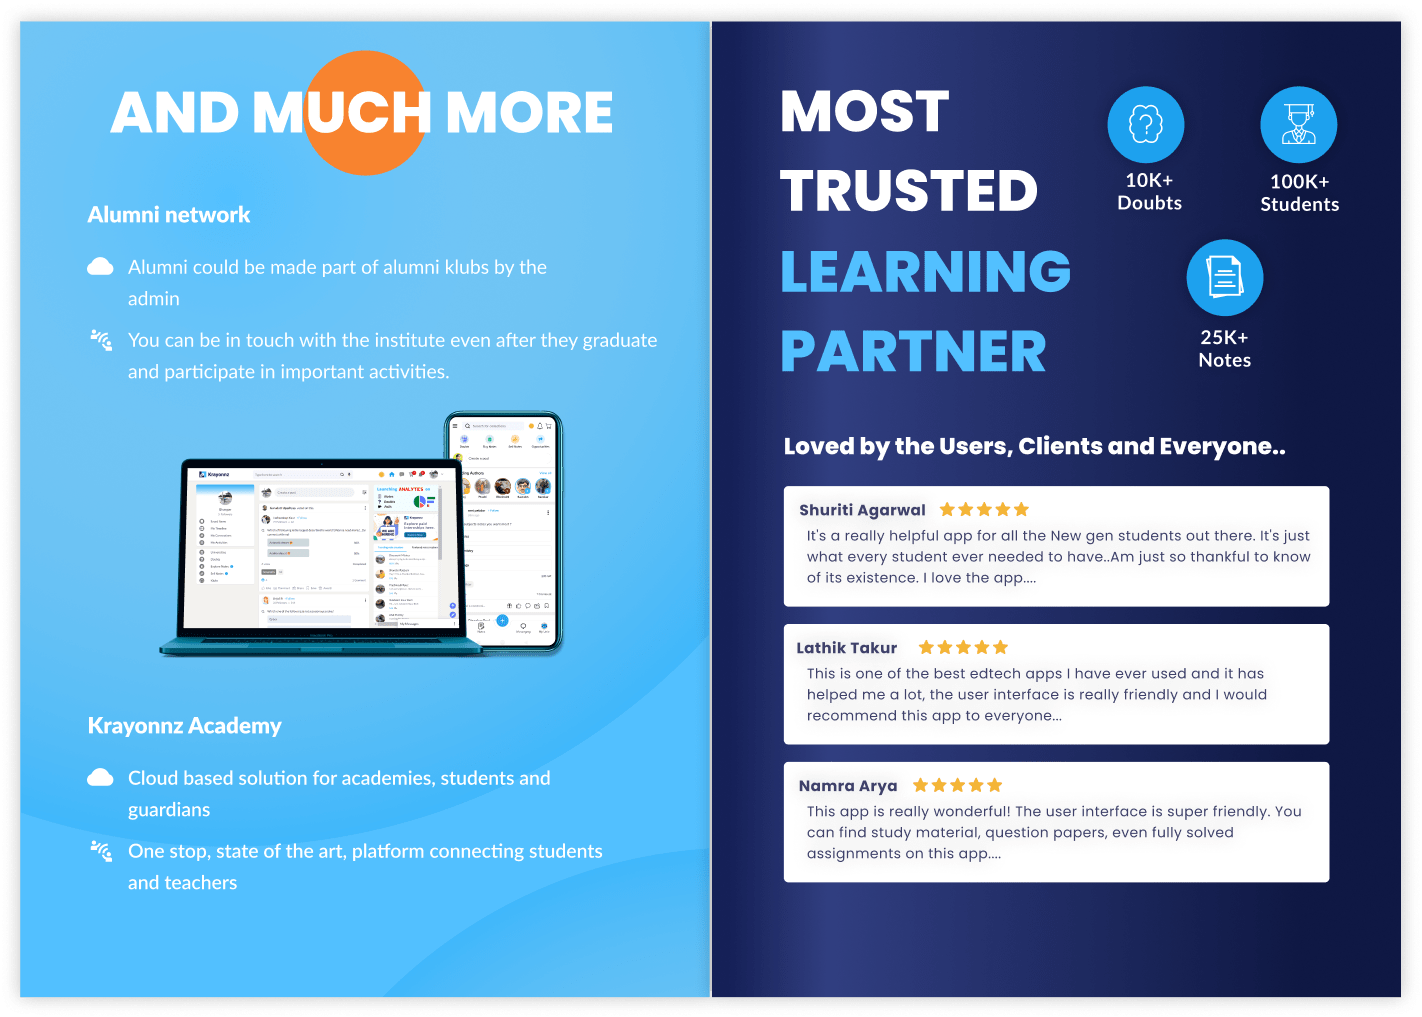 AND MUCH MORE
Alumni network
Alumni could be made part of alumni klubs by the
admin
You can be in touch with the institute even after they graduate
and participate in important activities.
Krayonnz
Learnyting ANALYTICS
Krayonnz Academy
Cloud based solution for academies, students and
guardians
One stop, state of the art, platform connecting students
and teachers
MOST
TRUSTED
LEARNING
PARTNER
10K+
Doubts
100K+
Students
25K+
Notes
Loved by the Users, Clients and Everyone..
Shuriti Agarwal
It's a really helpful app for all the New gen students out there. It's just
what every student ever needed to have..Am just so thankful to know
of its existence. I love the app....
Lathik Takur
This is one of the best edtech apps I have ever used and it has
helped me a lot, the user interface is really friendly and I would
recommend this app to everyone...
Namra Arya
This app is really wonderful! The user interface is super friendly. You
can find study material, question papers, even fully solved
assignments on this app....